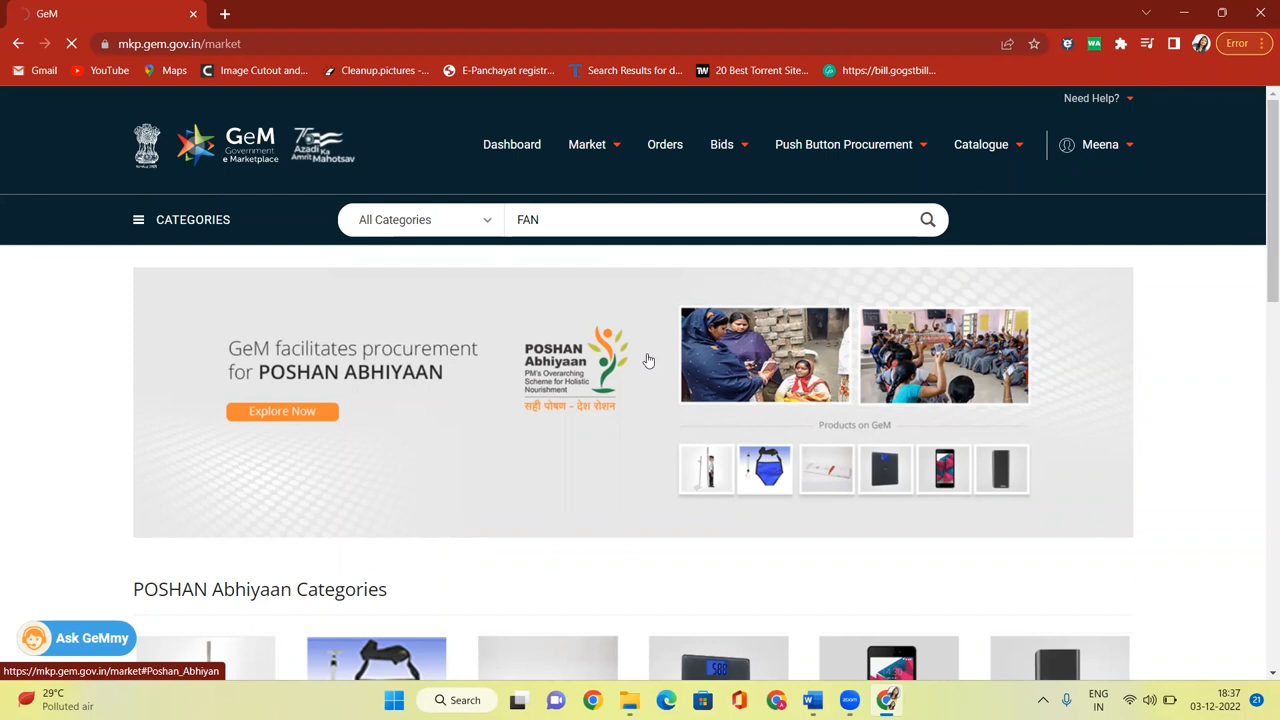 GeM
mkp.gem.gov.in/market
Error
Gmail
YouTube
Maps
Image Cutout and...
Cleanup.pictures -...
E-Panchayat registr...
Search Results for d...
20 Best Torrent Site...
https://bill.gogstbill...
Need Help?
GeM
Government
e Marketplace
75
Azadi Ka
Amrit Mahotsav
Dashboard
Market
Orders
Bids
Push Button Procurement
Catalogue
Meena
CATEGORIES
All Categories
FAN
GeM facilitates procurement
for POSHAN ABHIYAAN
Explore Now
POSHAN
Abhiyaan
PM's Overarching
Scheme for Holistic
Nourishment
सही पोषण - देश रोशन
Products on GeM
POSHAN Abhiyaan Categories
Ask GeMmy
https://mkp.gem.gov.in/market#Poshan_Abhiyan
29°C
Polluted air
Search
zoom
ENG
IN
18:37
03-12-2022
21